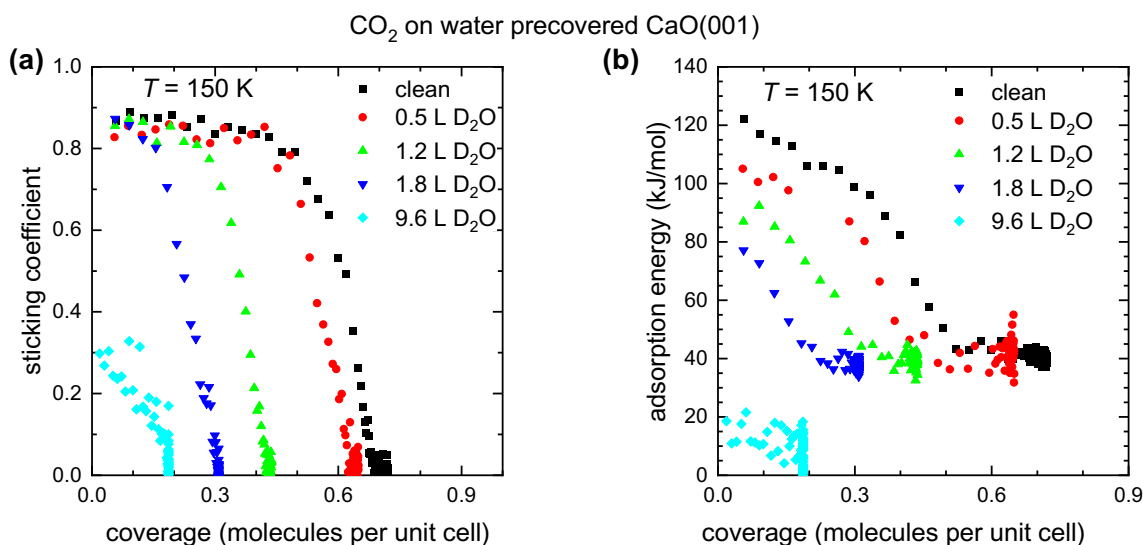 CO₂ on water precovered CaO(001)
(a)
T = 150 K
clean
0.5 L D₂O
1.2 L D₂O
1.8 L D₂O
9.6 L D₂O
sticking coefficient
1.0
0.8
0.6
0.4
0.2
0.0
0.0 0.3 0.6 0.9
coverage (molecules per unit cell)
(b)
T = 150 K
clean
0.5 L D₂O
1.2 L D₂O
1.8 L D₂O
9.6 L D₂O
adsorption energy (kJ/mol)
140
120
100
80
60
40
20
0
0.0 0.3 0.6 0.9
coverage (molecules per unit cell)